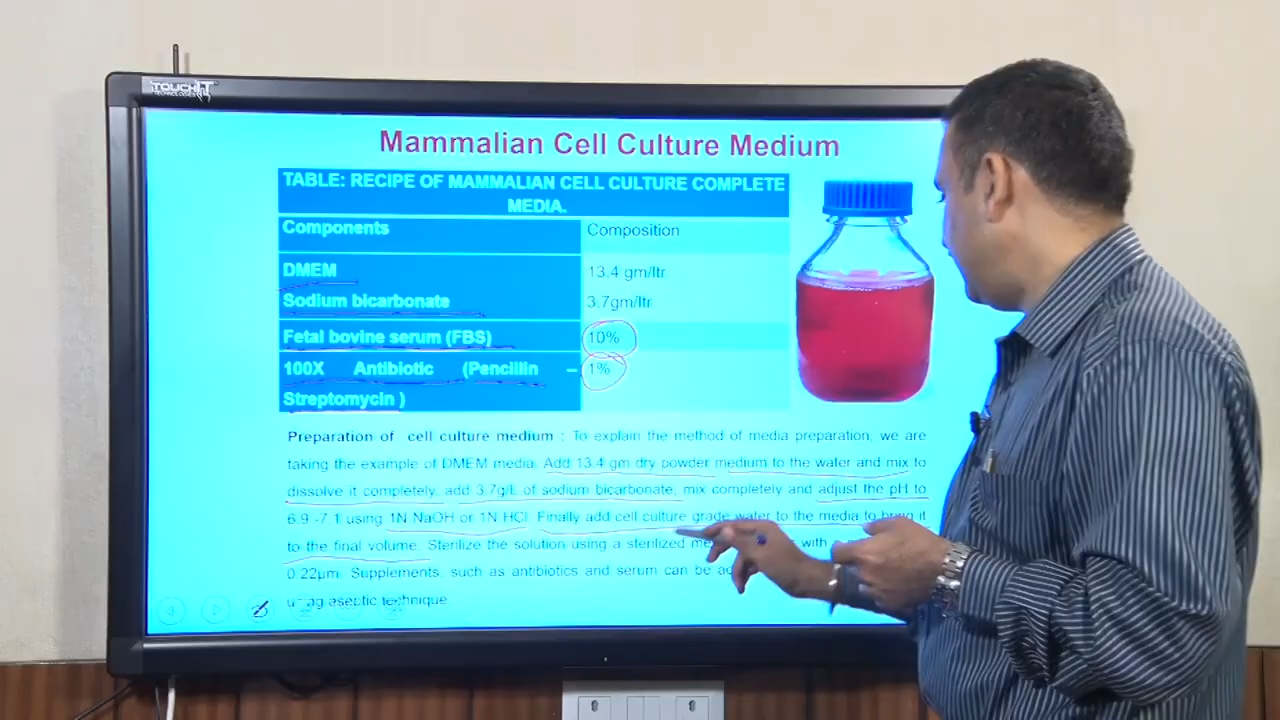 TOUCHIT
TECHNOLOGIES
Mammalian Cell Culture Medium
TABLE: RECIPE OF MAMMALIAN CELL CULTURE COMPLETE
MEDIA.
Components Composition
DMEM 13.4 gm/ltr
Sodium bicarbonate 3.7gm/ltr
Fetal bovine serum (FBS) 10%
100X Antibiotic (Pencillin – 1%
Streptomycin )
Preparation of cell culture medium : To explain the method of media preparation, we are
taking the example of DMEM media. Add 13.4 gm dry powder medium to the water and mix to
dissolve it completely, add 3.7g/L of sodium bicarbonate, mix completely and adjust the pH to
6.9 -7.1 using 1N NaOH or 1N HCl. Finally add cell culture grade water to the media to bring it
to the final volume. Sterilize the solution using a sterilized with
0.22µm. Supplements, such as antibiotics and serum can be
using aseptic technique.